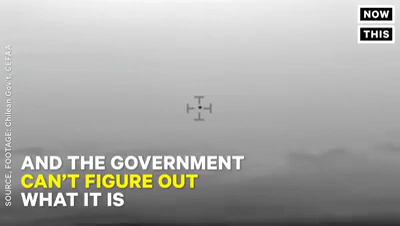 NOW
THIS
SOURCE, FOOTAGE: Chilean Gov't, CEFAA
AND THE GOVERNMENT
CAN'T FIGURE OUT
WHAT IT IS